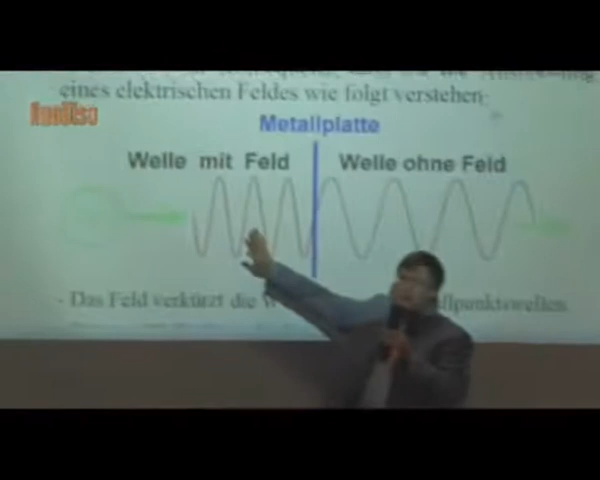 eines elektrischen Feldes wie folgt verstehen:
Metallplatte
Welle mit Feld
Welle ohne Feld
- Das Feld verkürzt die